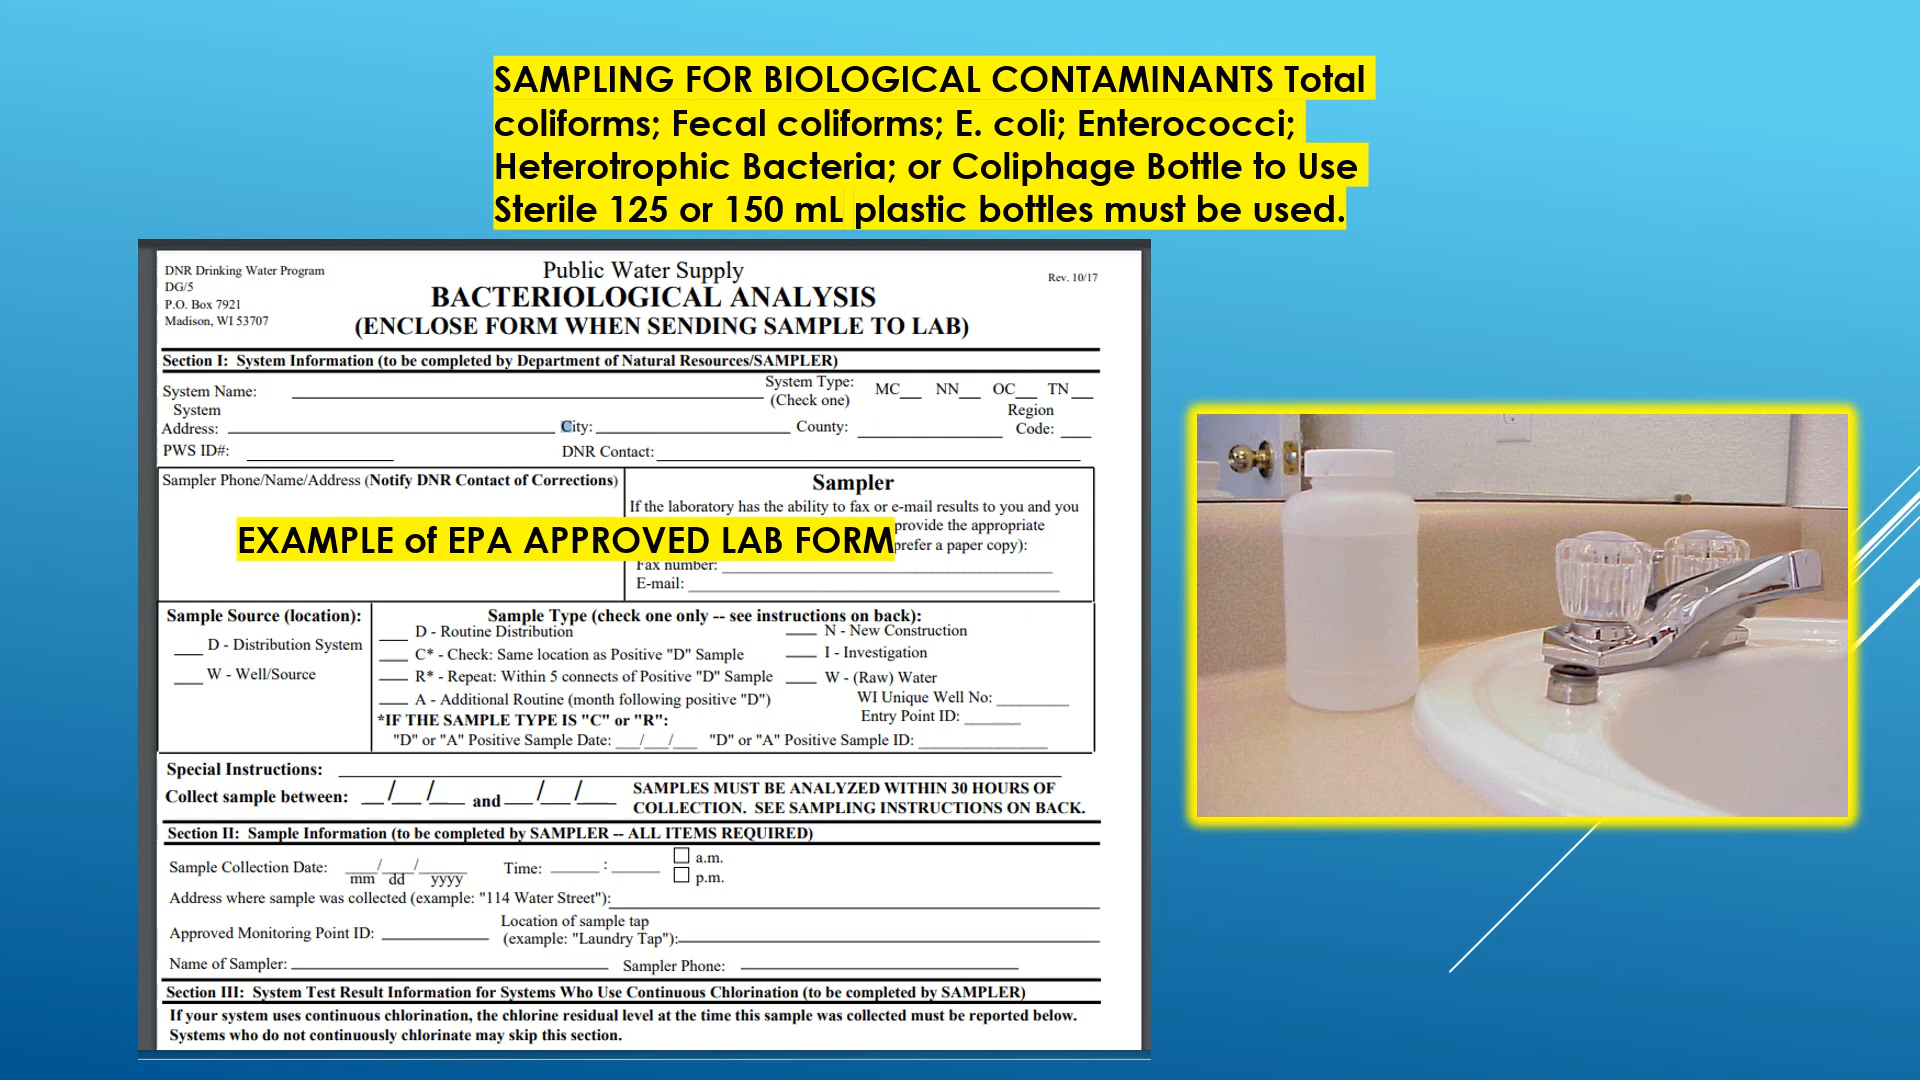 SAMPLING FOR BIOLOGICAL CONTAMINANTS Total
coliforms; Fecal coliforms; E. coli; Enterococci;
Heterotrophic Bacteria; or Coliphage Bottle to Use
Sterile 125 or 150 mL plastic bottles must be used.
DNR Drinking Water Program
DG/5
P.O. Box 7921
Madison, WI 53707
Public Water Supply
BACTERIOLOGICAL ANALYSIS
(ENCLOSE FORM WHEN SENDING SAMPLE TO LAB)
Rev. 10/17
Section I: System Information (to be completed by Department of Natural Resources/SAMPLER)
System Name: System Type: (Check one) MC__ NN__ OC__ TN__
System Address: City: County: Region Code:
PWS ID#: DNR Contact:
Sampler Phone/Name/Address (Notify DNR Contact of Corrections)
Sampler
If the laboratory has the ability to fax or e-mail results to you and you
provide the appropriate
prefer a paper copy):
EXAMPLE of EPA APPROVED LAB FORM
Fax number:
E-mail:
Sample Source (location):
D - Distribution System
W - Well/Source
Sample Type (check one only -- see instructions on back):
D - Routine Distribution
C* - Check: Same location as Positive "D" Sample
R* - Repeat: Within 5 connects of Positive "D" Sample
A - Additional Routine (month following positive "D")
N - New Construction
I - Investigation
W - (Raw) Water
WI Unique Well No:
Entry Point ID:
*IF THE SAMPLE TYPE IS "C" or "R":
"D" or "A" Positive Sample Date: __/__/__ "D" or "A" Positive Sample ID:
Special Instructions:
Collect sample between: __/__/__ and __/__/__
SAMPLES MUST BE ANALYZED WITHIN 30 HOURS OF
COLLECTION. SEE SAMPLING INSTRUCTIONS ON BACK.
Section II: Sample Information (to be completed by SAMPLER -- ALL ITEMS REQUIRED)
Sample Collection Date: __/__/__ Time: __:__ a.m.
mm dd yyyy p.m.
Address where sample was collected (example: "114 Water Street"):
Approved Monitoring Point ID: Location of sample tap
(example: "Laundry Tap"):
Name of Sampler: Sampler Phone:
Section III: System Test Result Information for Systems Who Use Continuous Chlorination (to be completed by SAMPLER)
If your system uses continuous chlorination, the chlorine residual level at the time this sample was collected must be reported below.
Systems who do not continuously chlorinate may skip this section.